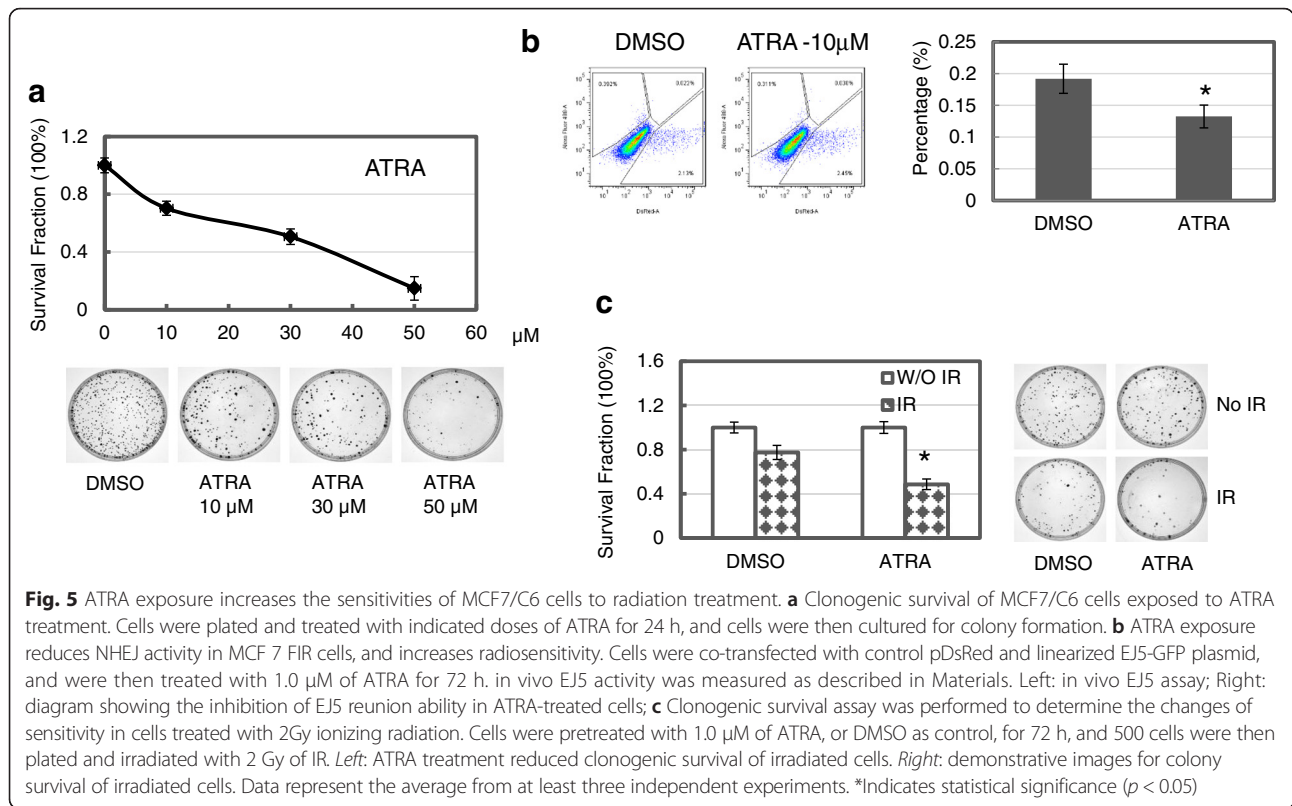 a
Survival Fraction (100%)
1.2
0.8
0.4
0
ATRA
0 10 20 30 40 50 60 µM
DMSO
ATRA
10 µM
ATRA
30 µM
ATRA
50 µM
b
DMSO
ATRA -10µM
0.022%
0.311%
2.13%
2.45%
DsRed-A
DsRed-A
Percentage (%)
0.25
0.2
0.15
0.1
0.05
0
*
DMSO ATRA
c
Survival Fraction (100%)
1.6
1.2
0.8
0.4
0
W/O IR
IR
*
DMSO ATRA
No IR
IR
DMSO ATRA
Fig. 5 ATRA exposure increases the sensitivities of MCF7/C6 cells to radiation treatment. a Clonogenic survival of MCF7/C6 cells exposed to ATRA
treatment. Cells were plated and treated with indicated doses of ATRA for 24 h, and cells were then cultured for colony formation. b ATRA exposure
reduces NHEJ activity in MCF 7 FIR cells, and increases radiosensitivity. Cells were co-transfected with control pDsRed and linearized EJ5-GFP plasmid,
and were then treated with 1.0 µM of ATRA for 72 h. in vivo EJ5 activity was measured as described in Materials. Left: in vivo EJ5 assay; Right:
diagram showing the inhibition of EJ5 reunion ability in ATRA-treated cells; c Clonogenic survival assay was performed to determine the changes of
sensitivity in cells treated with 2Gy ionizing radiation. Cells were pretreated with 1.0 µM of ATRA, or DMSO as control, for 72 h, and 500 cells were then
plated and irradiated with 2 Gy of IR. Left: ATRA treatment reduced clonogenic survival of irradiated cells. Right: demonstrative images for colony
survival of irradiated cells. Data represent the average from at least three independent experiments. *Indicates statistical significance (p < 0.05)